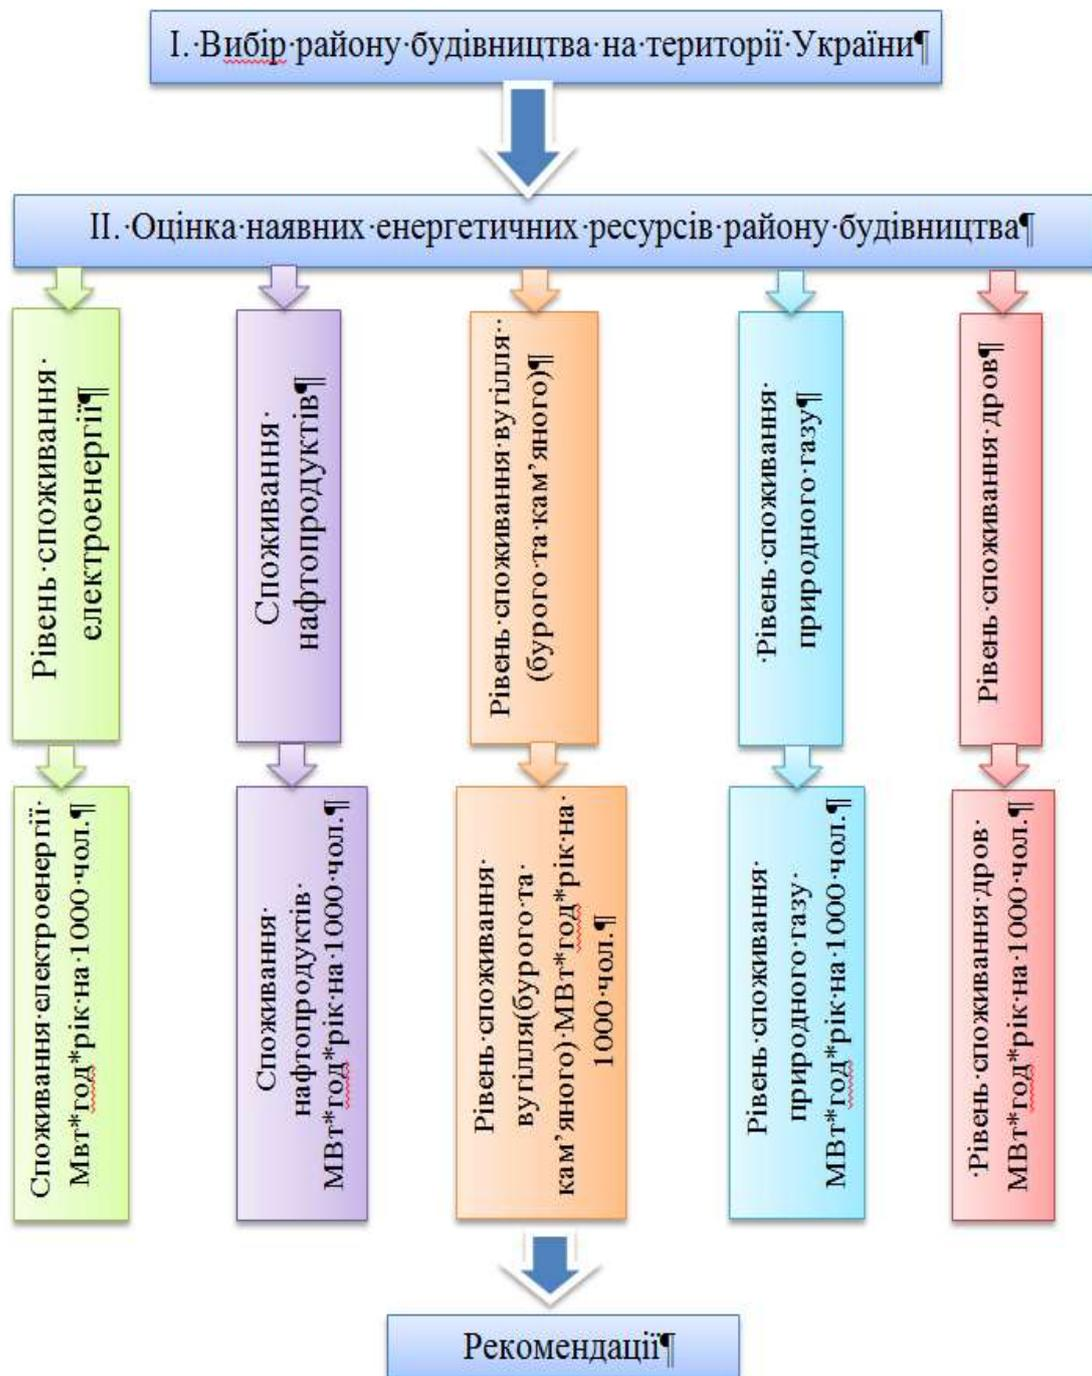 І. Вибір району будівництва на території України¶
ІІ. Оцінка наявних енергетичних ресурсів району будівництва¶
Рівень споживання
електроенергії¶
Споживання
нафтопродуктів¶
Рівень споживання вугілля
(бурого та кам’яного)¶
Рівень споживання
природного газу¶
Рівень споживання дров¶
Споживання електроенергії
Мвт*год*рік на 1000 чол.¶
Споживання
нафтопродуктів
МВт*год*рік на 1000 чол.¶
Рівень споживання
вугілля(бурого та
кам’яного) МВт*год*рік на
1000 чол.¶
Рівень споживання
природного газу
МВт*год*рік на 1000 чол.¶
Рівень споживання дров
МВт*год*рік на 1000 чол.¶
Рекомендації¶